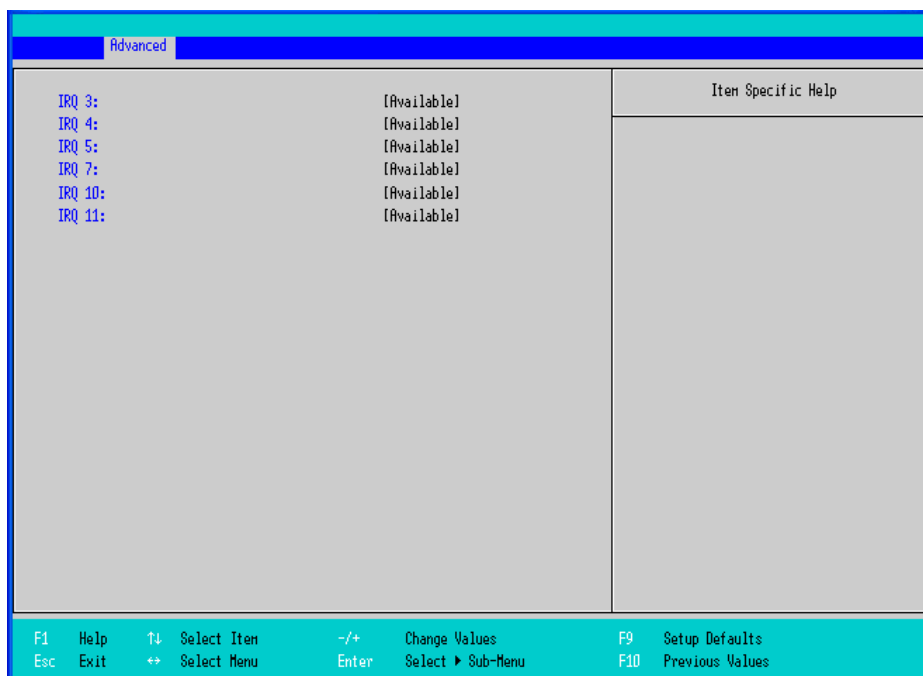 Advanced
IRQ 3: [Available]
IRQ 4: [Available]
IRQ 5: [Available]
IRQ 7: [Available]
IRQ 10: [Available]
IRQ 11: [Available]
Item Specific Help
F1 Help ↑↓ Select Item -/+ Change Values F9 Setup Defaults
Esc Exit ↔ Select Menu Enter Select ▶ Sub-Menu F10 Previous Values